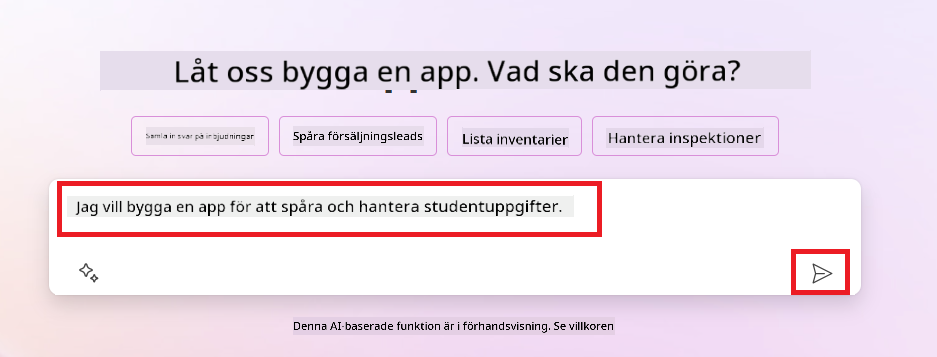 Låt oss bygga en app. Vad ska den göra?
Samla in svar på inbjudningar
Spåra försäljningsleads
Lista inventarier
Hantera inspektioner
Jag vill bygga en app för att spåra och hantera studentuppgifter.
Denna AI-baserade funktion är i förhandsvisning. Se villkoren